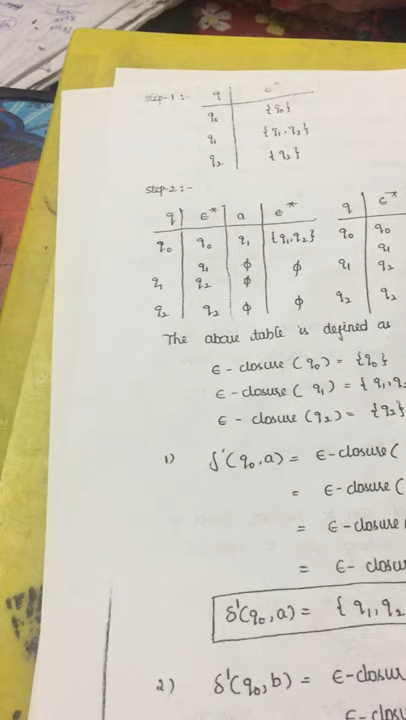 Step-1 :-
q ε*
q0 {q0}
q1 {q1, q2}
q2 {q2}
Step-2 :-
q ε* a ε* q ε*
q0 q0 q1 {q1,q2} q0 q0
q1 q1 ϕ ϕ q1 q1
q2 ϕ q2
q2 q2 ϕ ϕ q2 q2
The above table is defined as
ϵ - closure (q0) = {q0}
ϵ - closure (q1) = {q1, q2
ϵ - closure (q2) = {q2}
1) δ'(q0,a) = ϵ-closure (
= ϵ-closure (
= ϵ-closure (
= ϵ- closu
δ'(q0,a) = { q1, q2
2) δ'(q0,b) = ϵ-closur
ϵ-closu